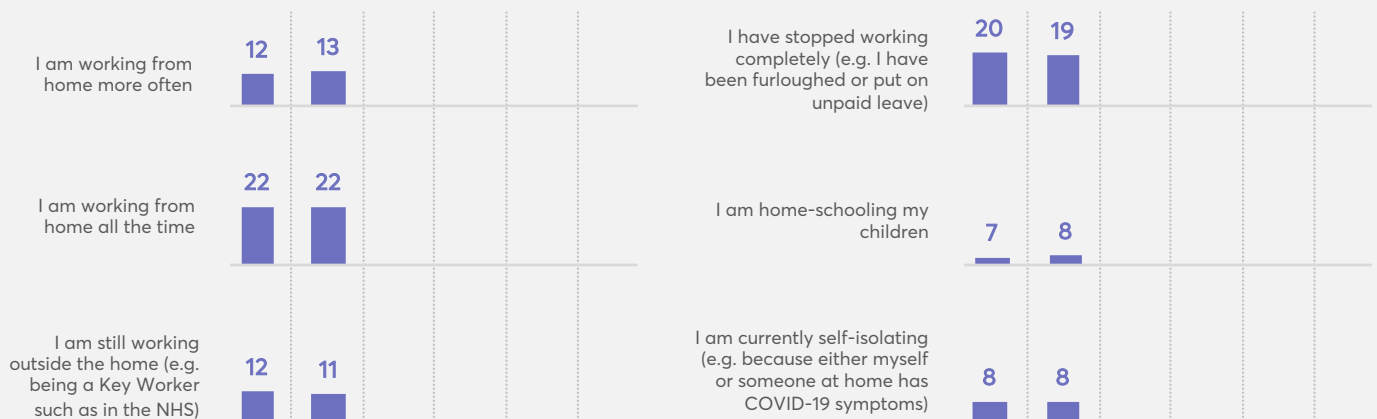 I am working from
home more often
12 13
I am working from
home all the time
22 22
I am still working
outside the home (e.g.
being a Key Worker
such as in the NHS)
12 11
I have stopped working
completely (e.g. I have
been furloughed or put on
unpaid leave)
20 19
I am home-schooling my
children
7 8
I am currently self-isolating
(e.g. because either myself
or someone at home has
COVID-19 symptoms)
8 8